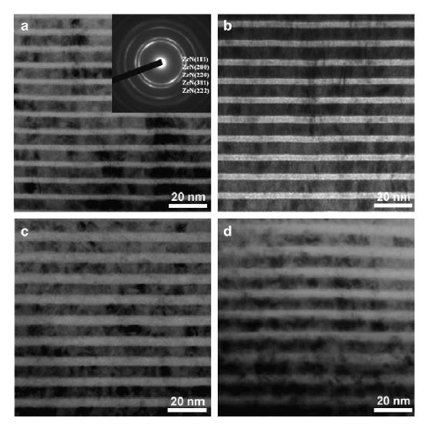 a
ZrN(111)
ZrN(200)
ZrN(220)
ZrN(311)
ZrN(222)
20 nm
b
20 nm
c
20 nm
d
20 nm